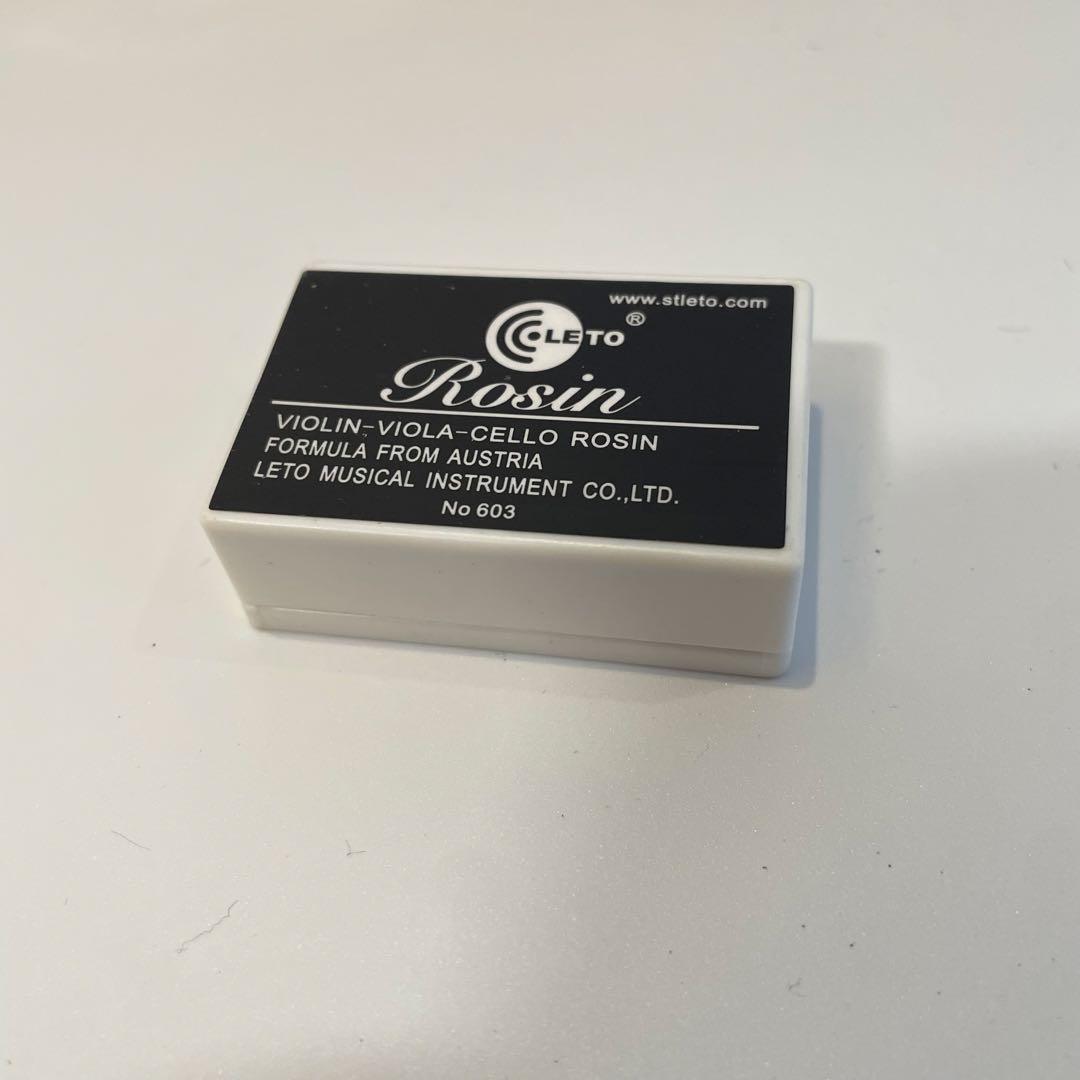 www.stleto.com
LETO®
Rosin
VIOLIN-VIOLA-CELLO ROSIN
FORMULA FROM AUSTRIA
LETO MUSICAL INSTRUMENT CO.,LTD.
No 603